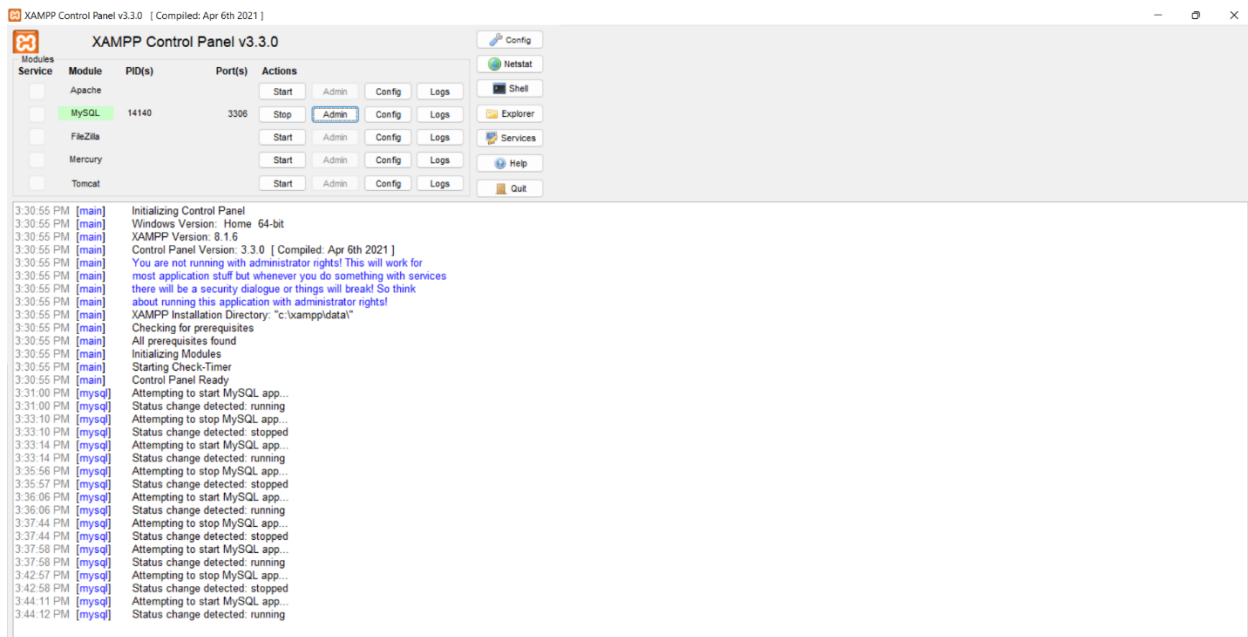 XAMPP Control Panel v3.3.0 [ Compiled: Apr 6th 2021 ]
XAMPP Control Panel v3.3.0
Config
Modules
Service Module PID(s) Port(s) Actions
Netstat
Apache Start Admin Config Logs
Shell
MySQL 14140 3306 Stop Admin Config Logs
Explorer
FileZilla Start Admin Config Logs
Services
Mercury Start Admin Config Logs
Help
Tomcat Start Admin Config Logs
Quit
3:30:55 PM [main] Initializing Control Panel
3:30:55 PM [main] Windows Version: Home 64-bit
3:30:55 PM [main] XAMPP Version: 8.1.6
3:30:55 PM [main] Control Panel Version: 3.3.0 [ Compiled: Apr 6th 2021 ]
3:30:55 PM [main] You are not running with administrator rights! This will work for
3:30:55 PM [main] most application stuff but whenever you do something with services
3:30:55 PM [main] there will be a security dialogue or things will break! So think
3:30:55 PM [main] about running this application with administrator rights!
3:30:55 PM [main] XAMPP Installation Directory: "c:\xampp\data\"
3:30:55 PM [main] Checking for prerequisites
3:30:55 PM [main] All prerequisites found
3:30:55 PM [main] Initializing Modules
3:30:55 PM [main] Starting Check-Timer
3:30:55 PM [main] Control Panel Ready
3:31:00 PM [mysql] Attempting to start MySQL app...
3:31:00 PM [mysql] Status change detected: running
3:33:10 PM [mysql] Attempting to stop MySQL app...
3:33:10 PM [mysql] Status change detected: stopped
3:33:14 PM [mysql] Attempting to start MySQL app...
3:33:14 PM [mysql] Status change detected: running
3:35:56 PM [mysql] Attempting to stop MySQL app...
3:35:57 PM [mysql] Status change detected: stopped
3:36:06 PM [mysql] Attempting to start MySQL app...
3:36:06 PM [mysql] Status change detected: running
3:37:44 PM [mysql] Attempting to stop MySQL app...
3:37:44 PM [mysql] Status change detected: stopped
3:37:58 PM [mysql] Attempting to start MySQL app...
3:37:58 PM [mysql] Status change detected: running
3:42:57 PM [mysql] Attempting to stop MySQL app...
3:42:58 PM [mysql] Status change detected: stopped
3:44:11 PM [mysql] Attempting to start MySQL app...
3:44:12 PM [mysql] Status change detected: running